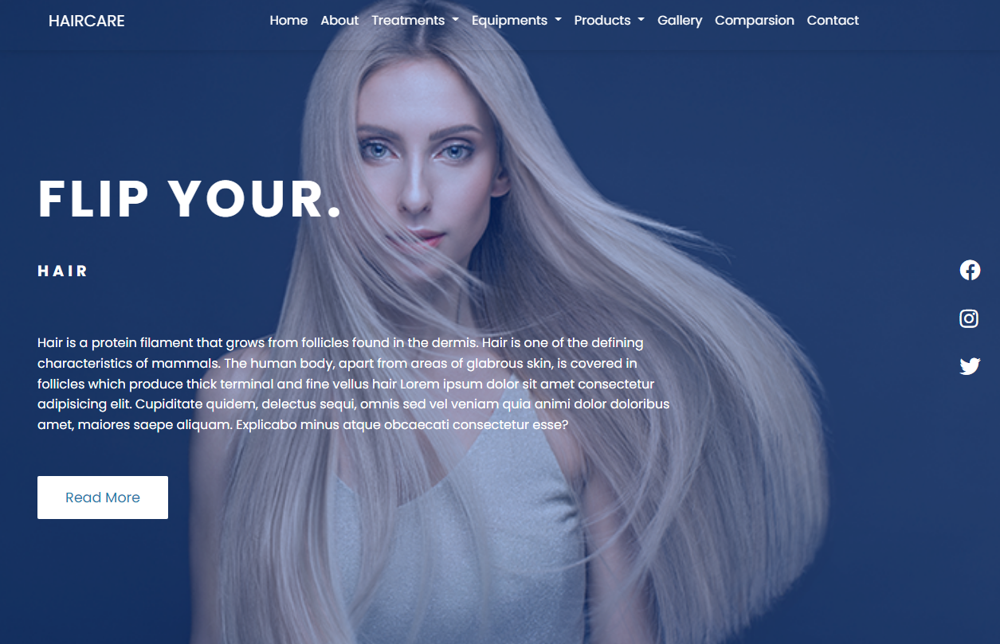 HAIRCARE
Home About Treatments Equipments Products Gallery Comparsion Contact
FLIP YOUR.
HAIR
Hair is a protein filament that grows from follicles found in the dermis. Hair is one of the defining
characteristics of mammals. The human body, apart from areas of glabrous skin, is covered in
follicles which produce thick terminal and fine vellus hair Lorem ipsum dolor sit amet consectetur
adipisicing elit. Cupiditate quidem, delectus sequi, omnis sed vel veniam quia animi dolor doloribus
amet, maiores saepe aliquam. Explicabo minus atque obcaecati consectetur esse?
Read More